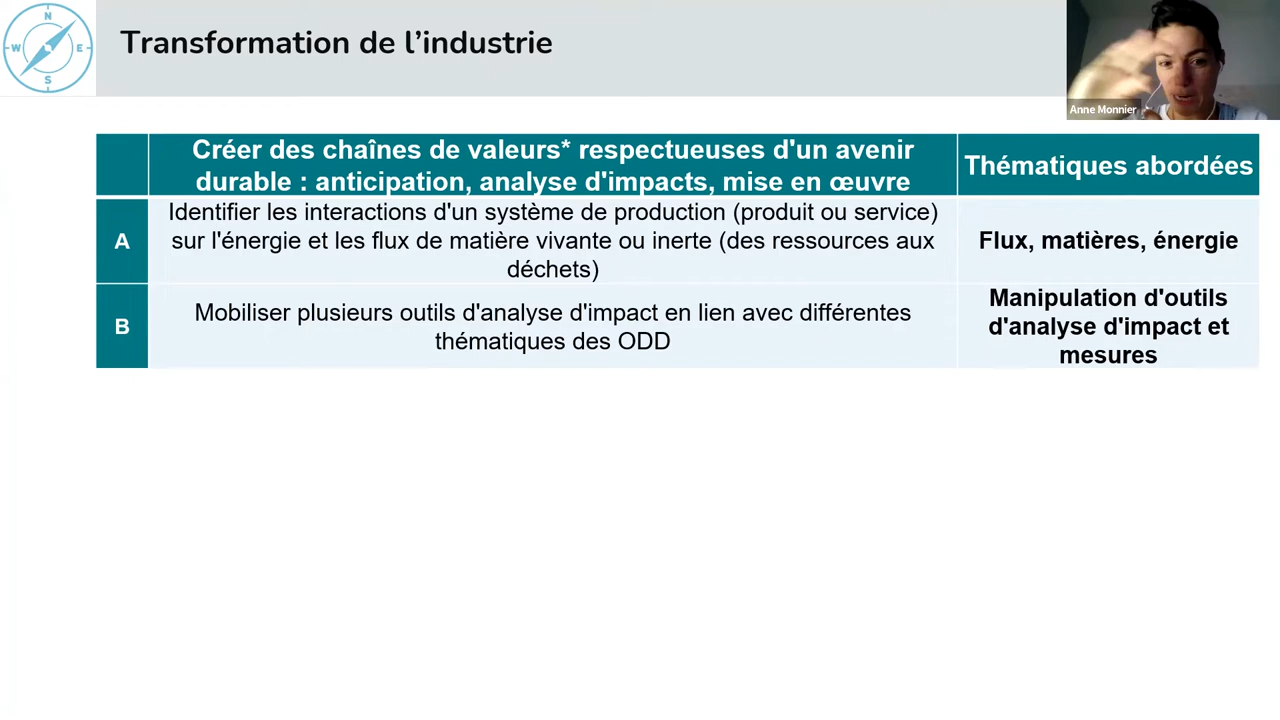 N
W E
S
Transformation de l’industrie
Anne Monnier
Créer des chaînes de valeurs* respectueuses d'un avenir
durable : anticipation, analyse d'impacts, mise en œuvre
Thématiques abordées
A
Identifier les interactions d'un système de production (produit ou service)
sur l'énergie et les flux de matière vivante ou inerte (des ressources aux
déchets)
Flux, matières, énergie
B
Mobiliser plusieurs outils d'analyse d'impact en lien avec différentes
thématiques des ODD
Manipulation d'outils
d'analyse d'impact et
mesures